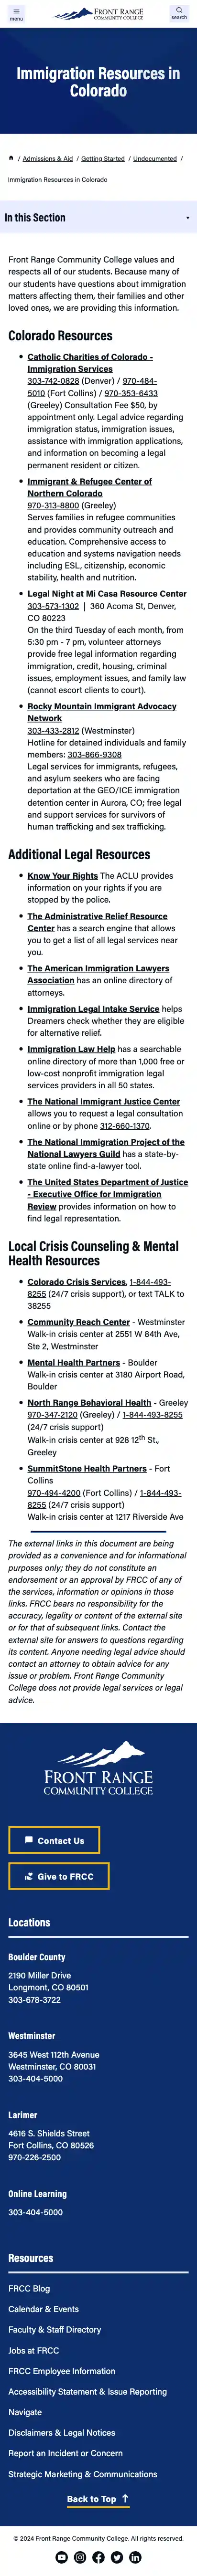 menu
FRONT RANGE
COMMUNITY COLLEGE
search
Immigration Resources in
Colorado
/ Admissions & Aid / Getting Started / Undocumented /
Immigration Resources in Colorado
In this Section
Front Range Community College values and
respects all of our students. Because many of
our students have questions about immigration
matters affecting them, their families and other
loved ones, we are providing this information.
Colorado Resources
Catholic Charities of Colorado -
Immigration Services
303-742-0828 (Denver) / 970-484-
5010 (Fort Collins) / 970-353-6433
(Greeley) Consultation Fee $50, by
appointment only. Legal advice regarding
immigration status, immigration issues,
assistance with immigration applications,
and information on becoming a legal
permanent resident or citizen.
Immigrant & Refugee Center of
Northern Colorado
970-313-8800 (Greeley)
Serves families in refugee communities
and provides community outreach and
education. Comprehensive access to
education and systems navigation needs
including ESL, citizenship, economic
stability, health and nutrition.
Legal Night at Mi Casa Resource Center
303-573-1302 | 360 Acoma St, Denver,
CO 80223
On the third Tuesday of each month, from
5:30 pm - 7 pm, volunteer attorneys
provide free legal information regarding
immigration, credit, housing, criminal
issues, employment issues, and family law
(cannot escort clients to court).
Rocky Mountain Immigrant Advocacy
Network
303-433-2812 (Westminster)
Hotline for detained individuals and family
members: 303-866-9308
Legal services for immigrants, refugees,
and asylum seekers who are facing
deportation at the GEO/ICE immigration
detention center in Aurora, CO; free legal
and support services for survivors of
human trafficking and sex trafficking.
Additional Legal Resources
Know Your Rights The ACLU provides
information on your rights if you are
stopped by the police.
The Administrative Relief Resource
Center has a search engine that allows
you to get a list of all legal services near
you.
The American Immigration Lawyers
Association has an online directory of
attorneys.
Immigration Legal Intake Service helps
Dreamers check whether they are eligible
for alternative relief.
Immigration Law Help has a searchable
online directory of more than 1,000 free or
low-cost nonprofit immigration legal
services providers in all 50 states.
The National Immigrant Justice Center
allows you to request a legal consultation
online or by phone 312-660-1370.
The National Immigration Project of the
National Lawyers Guild has a state-by-
state online find-a-lawyer tool.
The United States Department of Justice
- Executive Office for Immigration
Review provides information on how to
find legal representation.
Local Crisis Counseling & Mental
Health Resources
Colorado Crisis Services, 1-844-493-
8255 (24/7 crisis support), or text TALK to
38255
Community Reach Center - Westminster
Walk-in crisis center at 2551 W 84th Ave,
Ste 2, Westminster
Mental Health Partners - Boulder
Walk-in crisis center at 3180 Airport Road,
Boulder
North Range Behavioral Health - Greeley
970-347-2120 (Greeley) / 1-844-493-8255
(24/7 crisis support)
Walk-in crisis center at 928 12th St.,
Greeley
SummitStone Health Partners - Fort
Collins
970-494-4200 (Fort Collins) / 1-844-493-
8255 (24/7 crisis support)
Walk-in crisis center at 1217 Riverside Ave
The external links in this document are being
provided as a convenience and for informational
purposes only; they do not constitute an
endorsement or an approval by FRCC of any of
the services, information or opinions in those
links. FRCC bears no responsibility for the
accuracy, legality or content of the external site
or for that of subsequent links. Contact the
external site for answers to questions regarding
its content. Anyone needing legal advice should
contact an attorney to obtain advice for any
issue or problem. Front Range Community
College does not provide legal services or legal
advice.
FRONT RANGE
COMMUNITY COLLEGE
Contact Us
Give to FRCC
Locations
Boulder County
2190 Miller Drive
Longmont, CO 80501
303-678-3722
Westminster
3645 West 112th Avenue
Westminster, CO 80031
303-404-5000
Larimer
4616 S. Shields Street
Fort Collins, CO 80526
970-226-2500
Online Learning
303-404-5000
Resources
FRCC Blog
Calendar & Events
Faculty & Staff Directory
Jobs at FRCC
FRCC Employee Information
Accessibility Statement & Issue Reporting
Navigate
Disclaimers & Legal Notices
Report an Incident or Concern
Strategic Marketing & Communications
Back to Top
© 2024 Front Range Community College. All rights reserved.